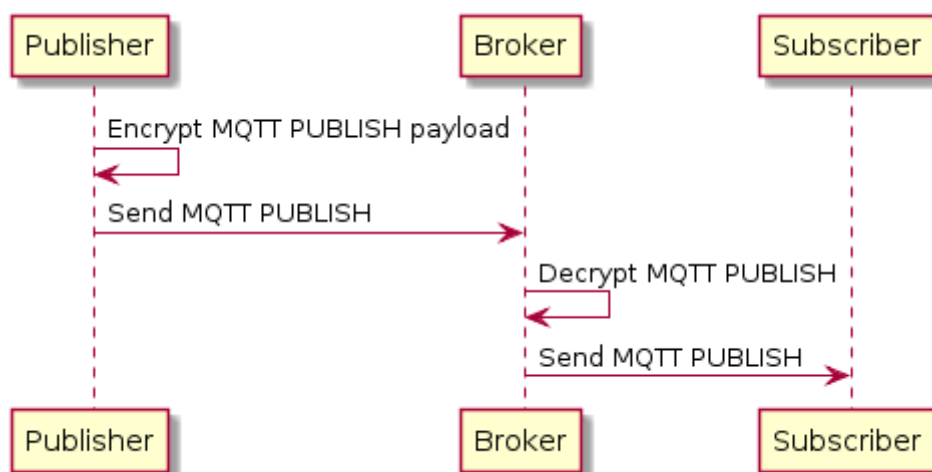 Publisher
Broker
Subscriber
Encrypt MQTT PUBLISH payload
Send MQTT PUBLISH
Decrypt MQTT PUBLISH
Send MQTT PUBLISH
Publisher
Broker
Subscriber